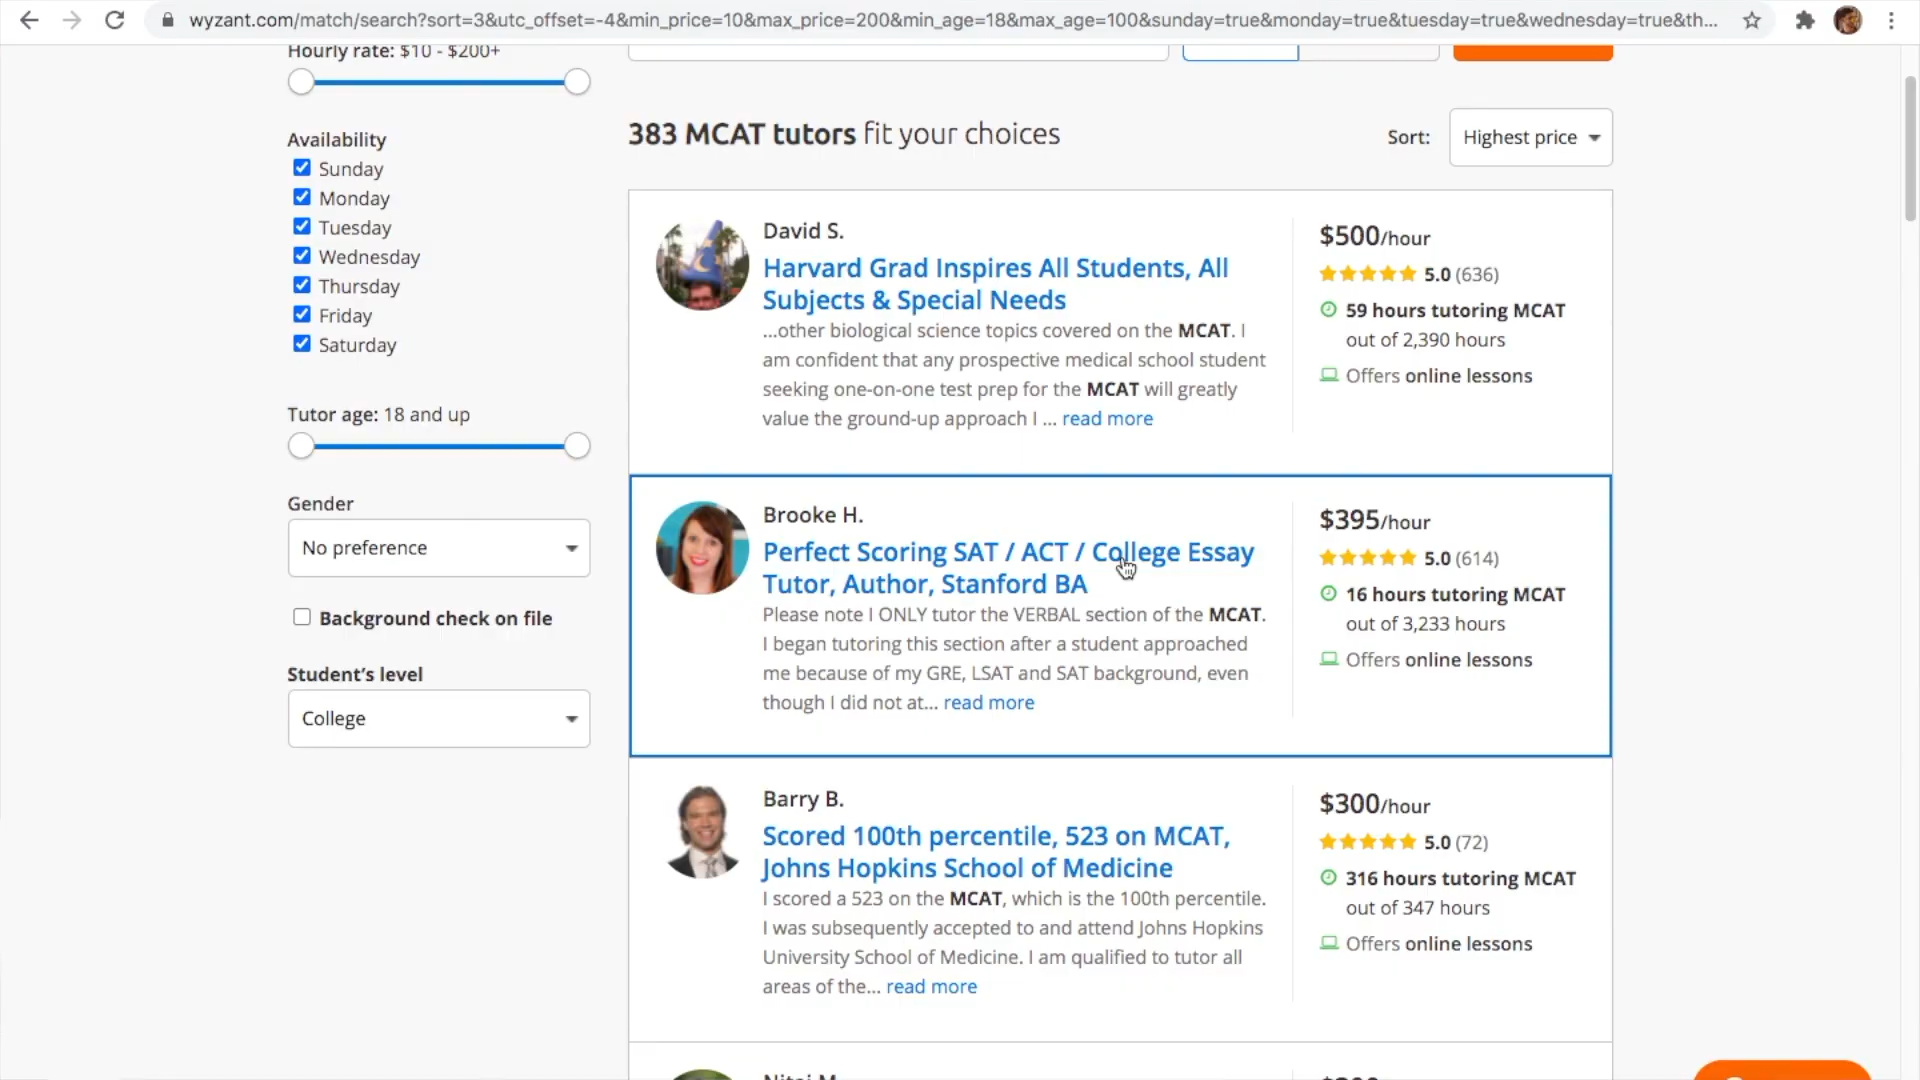 wyzant.com/match/search?sort=3&utc_offset=-4&min_price=10&max_price=200&min_age=18&max_age=100&sunday=true&monday=true&tuesday=true&wednesday=true&th...
Hourly rate: $10 - $200+
Availability
Sunday
Monday
Tuesday
Wednesday
Thursday
Friday
Saturday
Tutor age: 18 and up
Gender
No preference
Background check on file
Student's level
College
383 MCAT tutors fit your choices
Sort: Highest price
David S.
Harvard Grad Inspires All Students, All
Subjects & Special Needs
...other biological science topics covered on the MCAT. I
am confident that any prospective medical school student
seeking one-on-one test prep for the MCAT will greatly
value the ground-up approach I ... read more
$500/hour
5.0 (636)
59 hours tutoring MCAT
out of 2,390 hours
Offers online lessons
Brooke H.
Perfect Scoring SAT / ACT / College Essay
Tutor, Author, Stanford BA
Please note I ONLY tutor the VERBAL section of the MCAT.
I began tutoring this section after a student approached
me because of my GRE, LSAT and SAT background, even
though I did not at... read more
$395/hour
5.0 (614)
16 hours tutoring MCAT
out of 3,233 hours
Offers online lessons
Barry B.
Scored 100th percentile, 523 on MCAT,
Johns Hopkins School of Medicine
I scored a 523 on the MCAT, which is the 100th percentile.
I was subsequently accepted to and attend Johns Hopkins
University School of Medicine. I am qualified to tutor all
areas of the... read more
$300/hour
5.0 (72)
316 hours tutoring MCAT
out of 347 hours
Offers online lessons